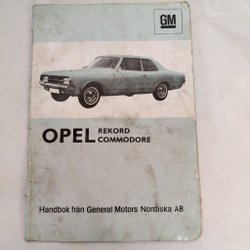 GM
OPEL REKORD
COMMODORE
Handbok från General Motors Nordiska AB